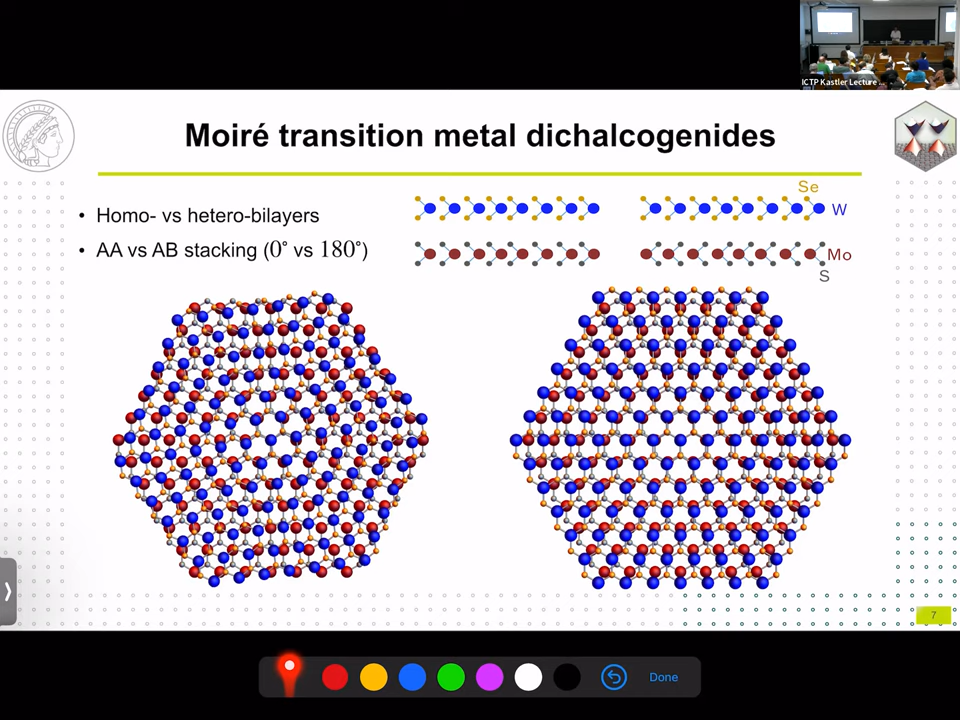 ICTP Kastler Lecture ...
Moiré transition metal dichalcogenides
• Homo- vs hetero-bilayers
• AA vs AB stacking (0° vs 180°)
Se
W
Mo
S
7
Done